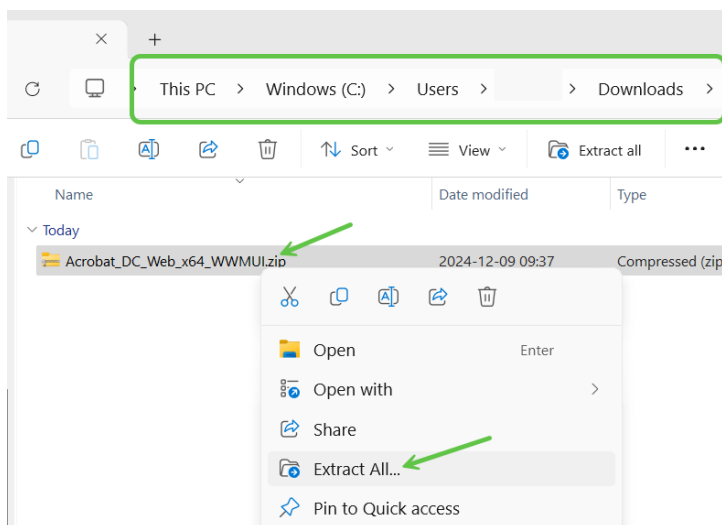 This PC > Windows (C:) > Users > > Downloads >
Sort View Extract all ...
Name Date modified Type
Today
Acrobat_DC_Web_x64_WWMUI.zip 2024-12-09 09:37 Compressed (zip
Open Enter
Open with
Share
Extract All...
Pin to Quick access